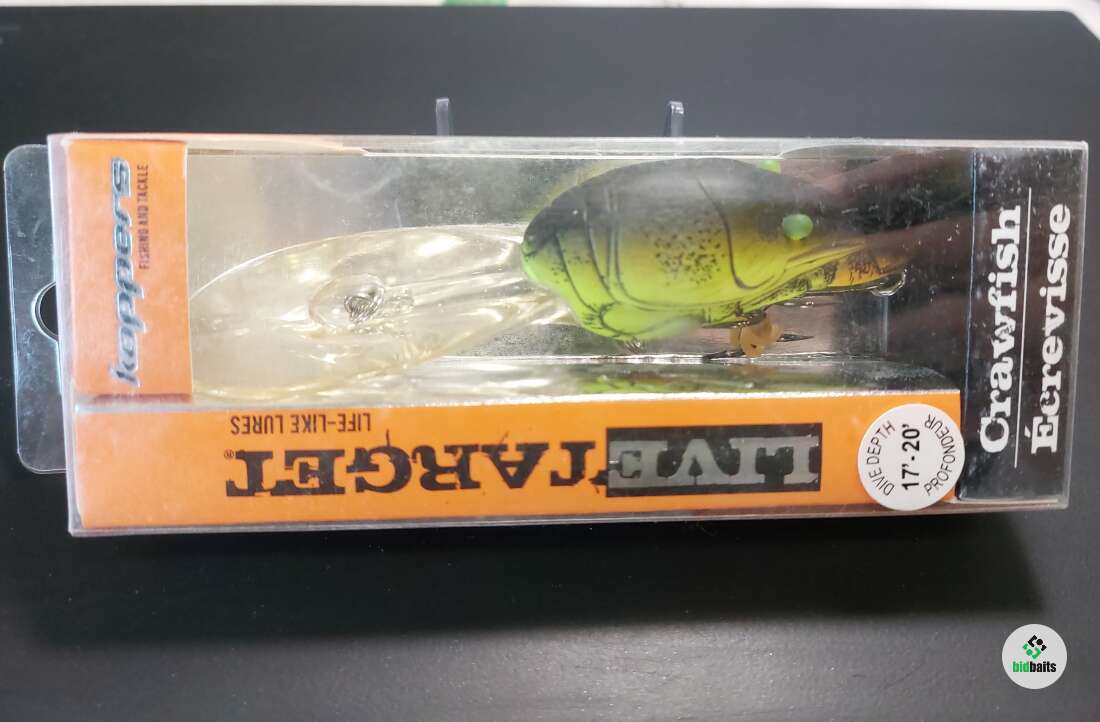 koppers
FISHING AND TACKLE
LIVETARGET®
LIFE-LIKE LURES
DIVE DEPTH
17'-20'
PROFONDEUR
Crawfish
Écrevisse
bidbaits